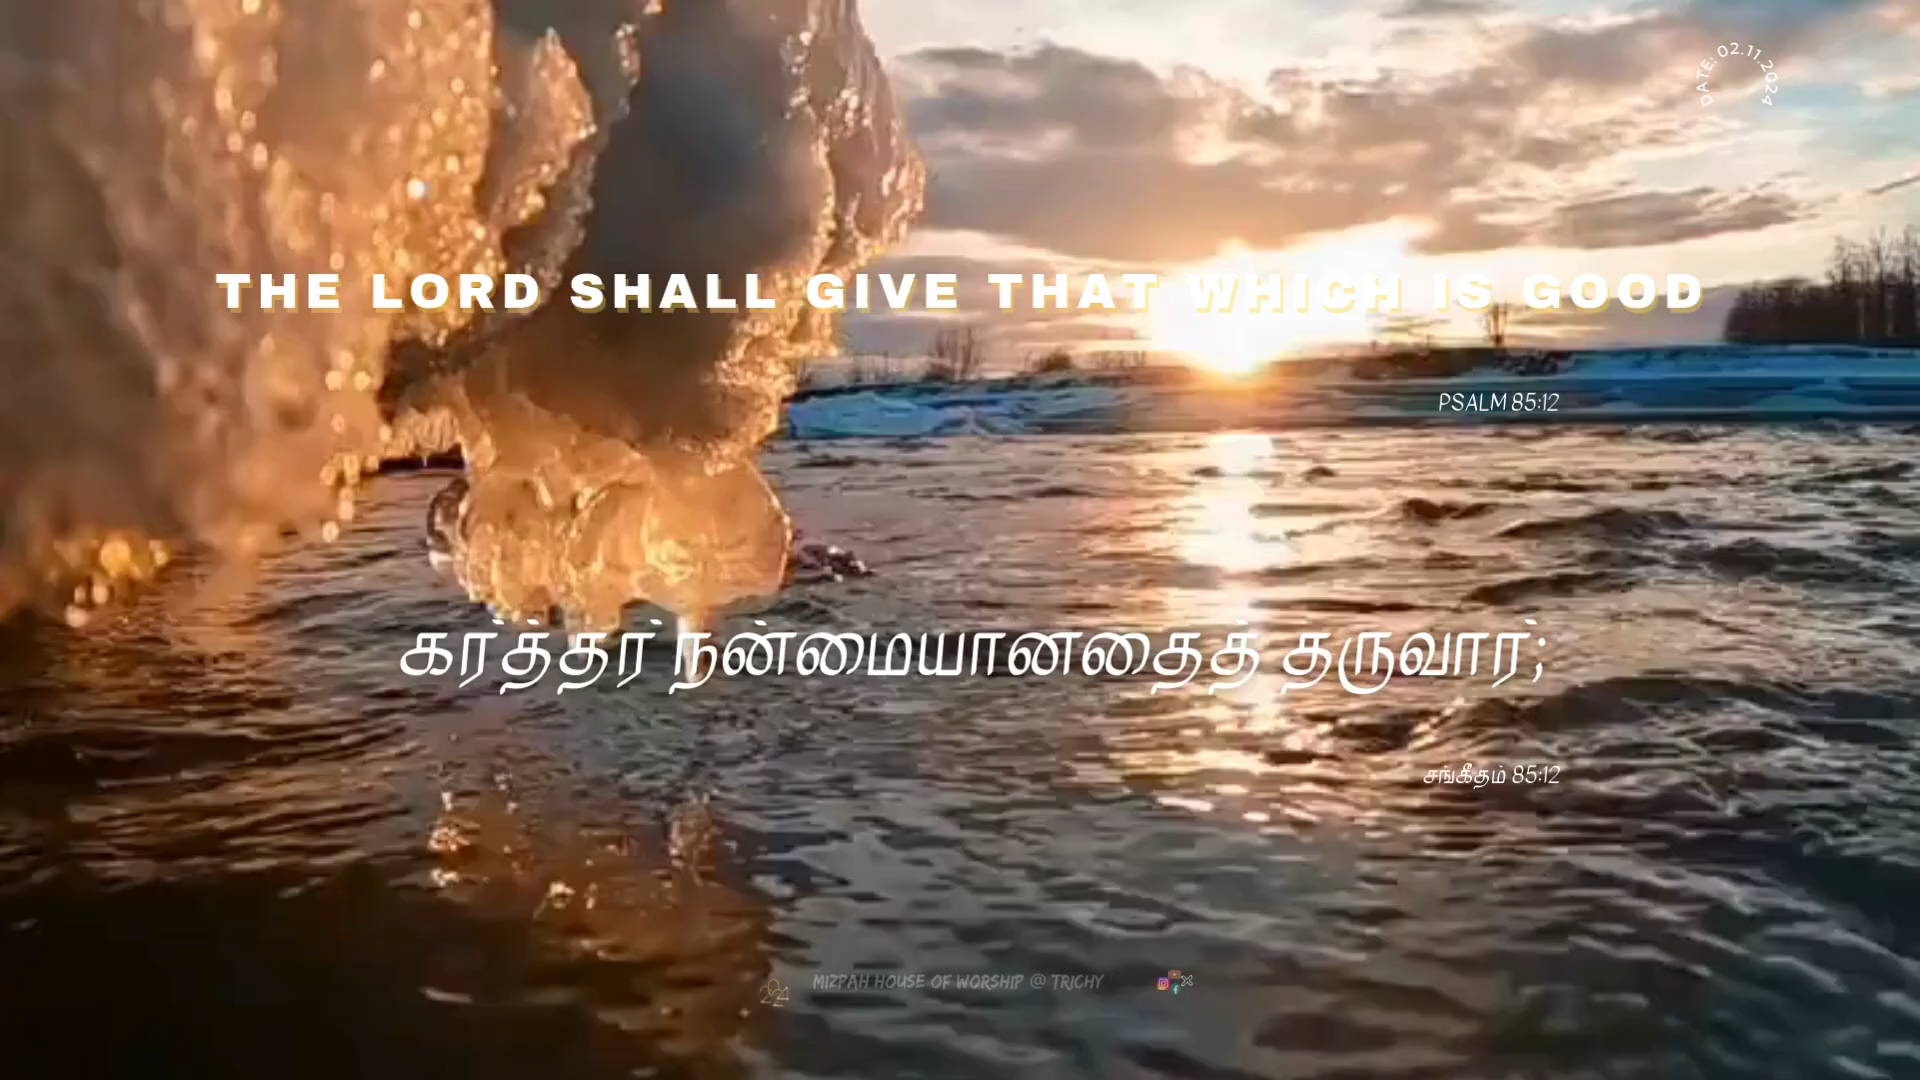 DATE: 02.11.2024
THE LORD SHALL GIVE THAT WHICH IS GOOD
PSALM 85:12
கர்த்தர் நன்மையானதைத் தருவார்;
சங்கீதம் 85:12
2024
MIZPAH HOUSE OF WORSHIP @ TRICHY